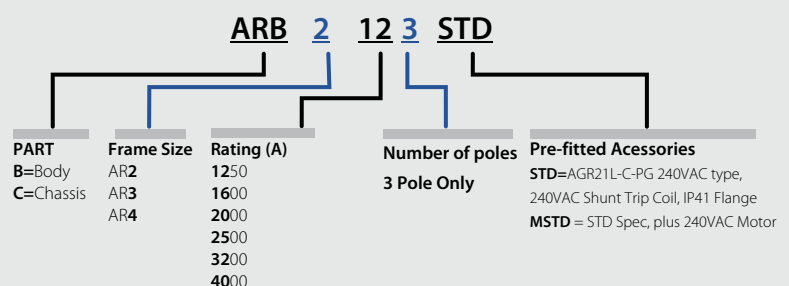 ARB 2 12 3 STD
PART
B=Body
C=Chassis
Frame Size
AR2
AR3
AR4
Rating (A)
1250
1600
2000
2500
3200
4000
Number of poles
3 Pole Only
Pre-fitted Acessories
STD=AGR21L-C-PG 240VAC type,
240VAC Shunt Trip Coil, IP41 Flange
MSTD = STD Spec, plus 240VAC Motor